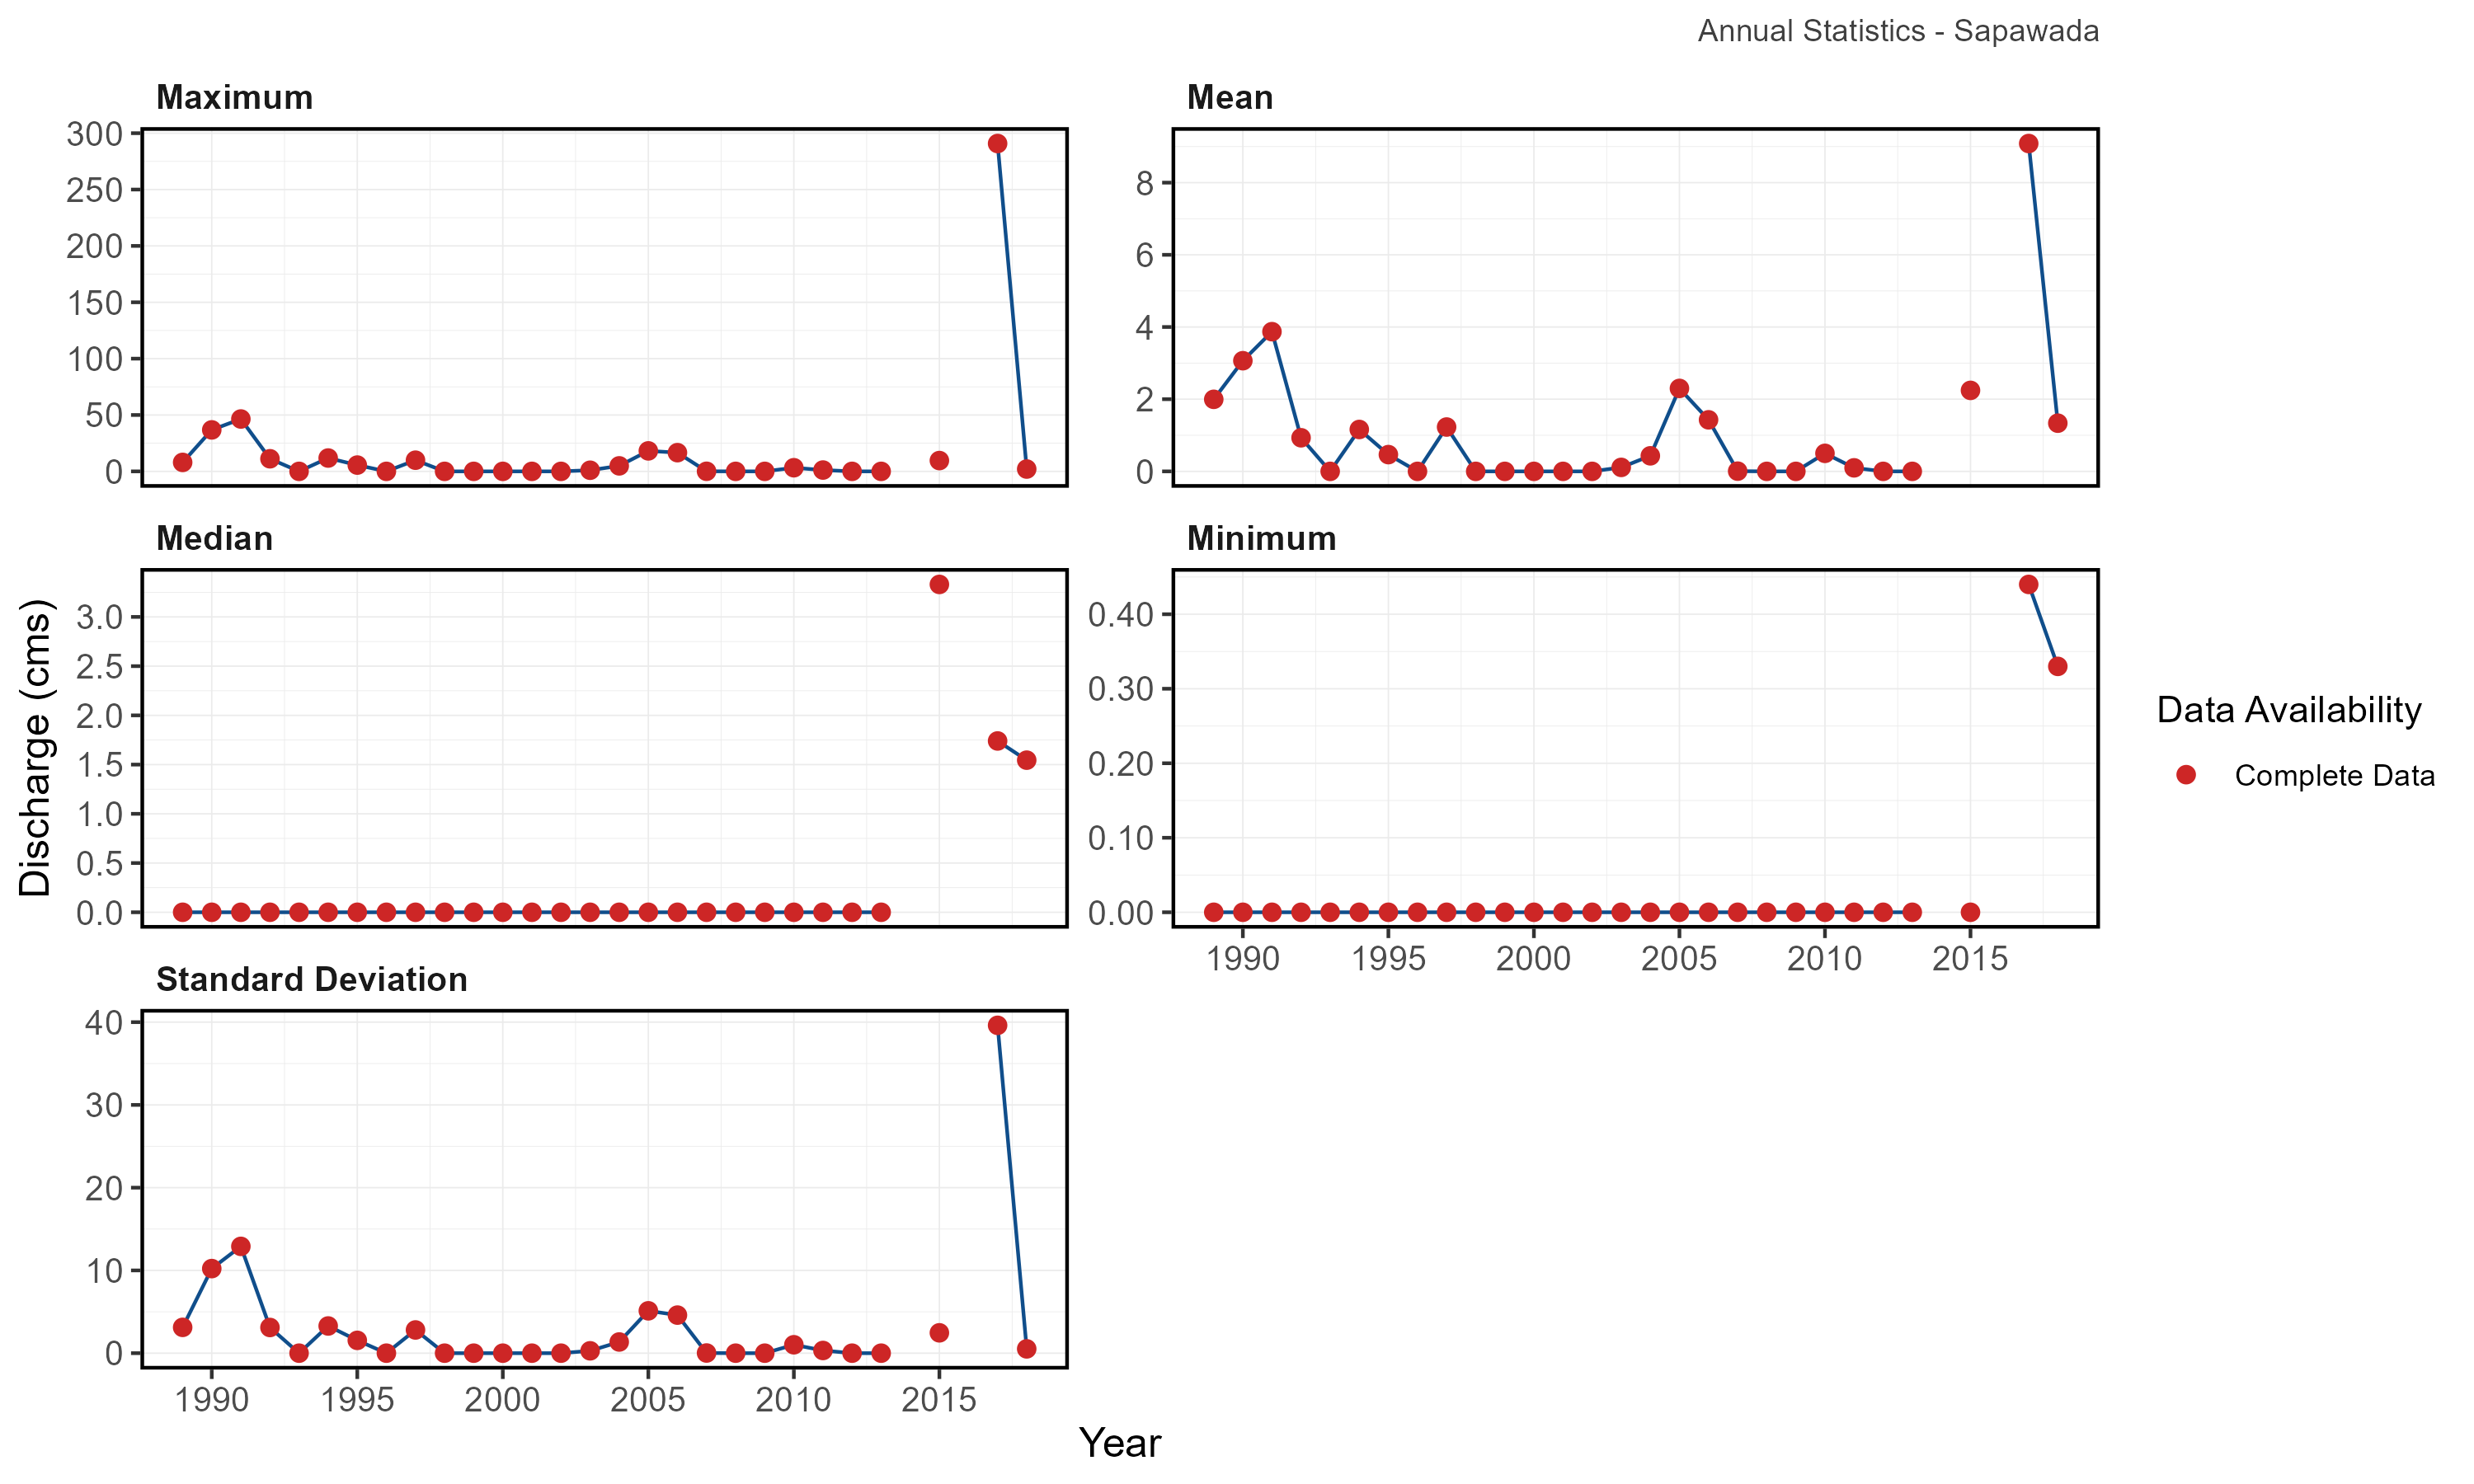 Annual Statistics - Sapawada
Maximum
300
250
200
150
100
50
0
Mean
8
6
4
2
0
Median
3.0
2.5
2.0
1.5
1.0
0.5
0.0
Minimum
0.40
0.30
0.20
0.10
0.00
1990 1995 2000 2005 2010 2015
Standard Deviation
40
30
20
10
0
1990 1995 2000 2005 2010 2015
Discharge (cms)
Year
Data Availability
Complete Data